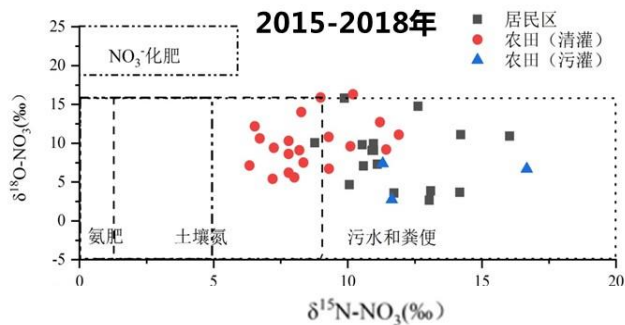 2015-2018年
居民区
农田（清灌）
农田（污灌）
NO₃⁻化肥
氨肥
土壤氮
污水和粪便
δ¹⁸O-NO₃(‰)
25
20
15
10
5
0
-5
0 5 10 15 20
δ¹⁵N-NO₃(‰)